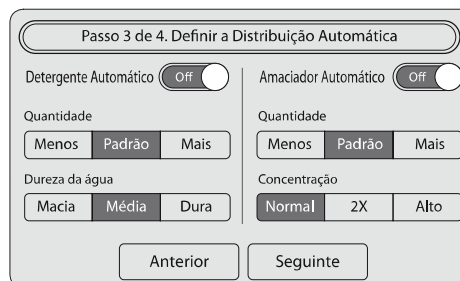 Passo 3 de 4. Definir a Distribuição Automática
Detergente Automático Off
Quantidade
Menos Padrão Mais
Dureza da água
Macia Média Dura
Amaciador Automático Off
Quantidade
Menos Padrão Mais
Concentração
Normal 2X Alto
Anterior Seguinte